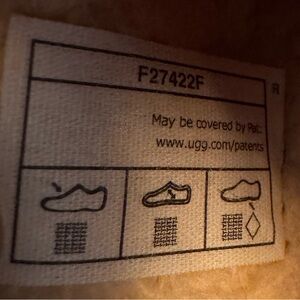 F27422F
May be covered by Pat:
www.ugg.com/patents